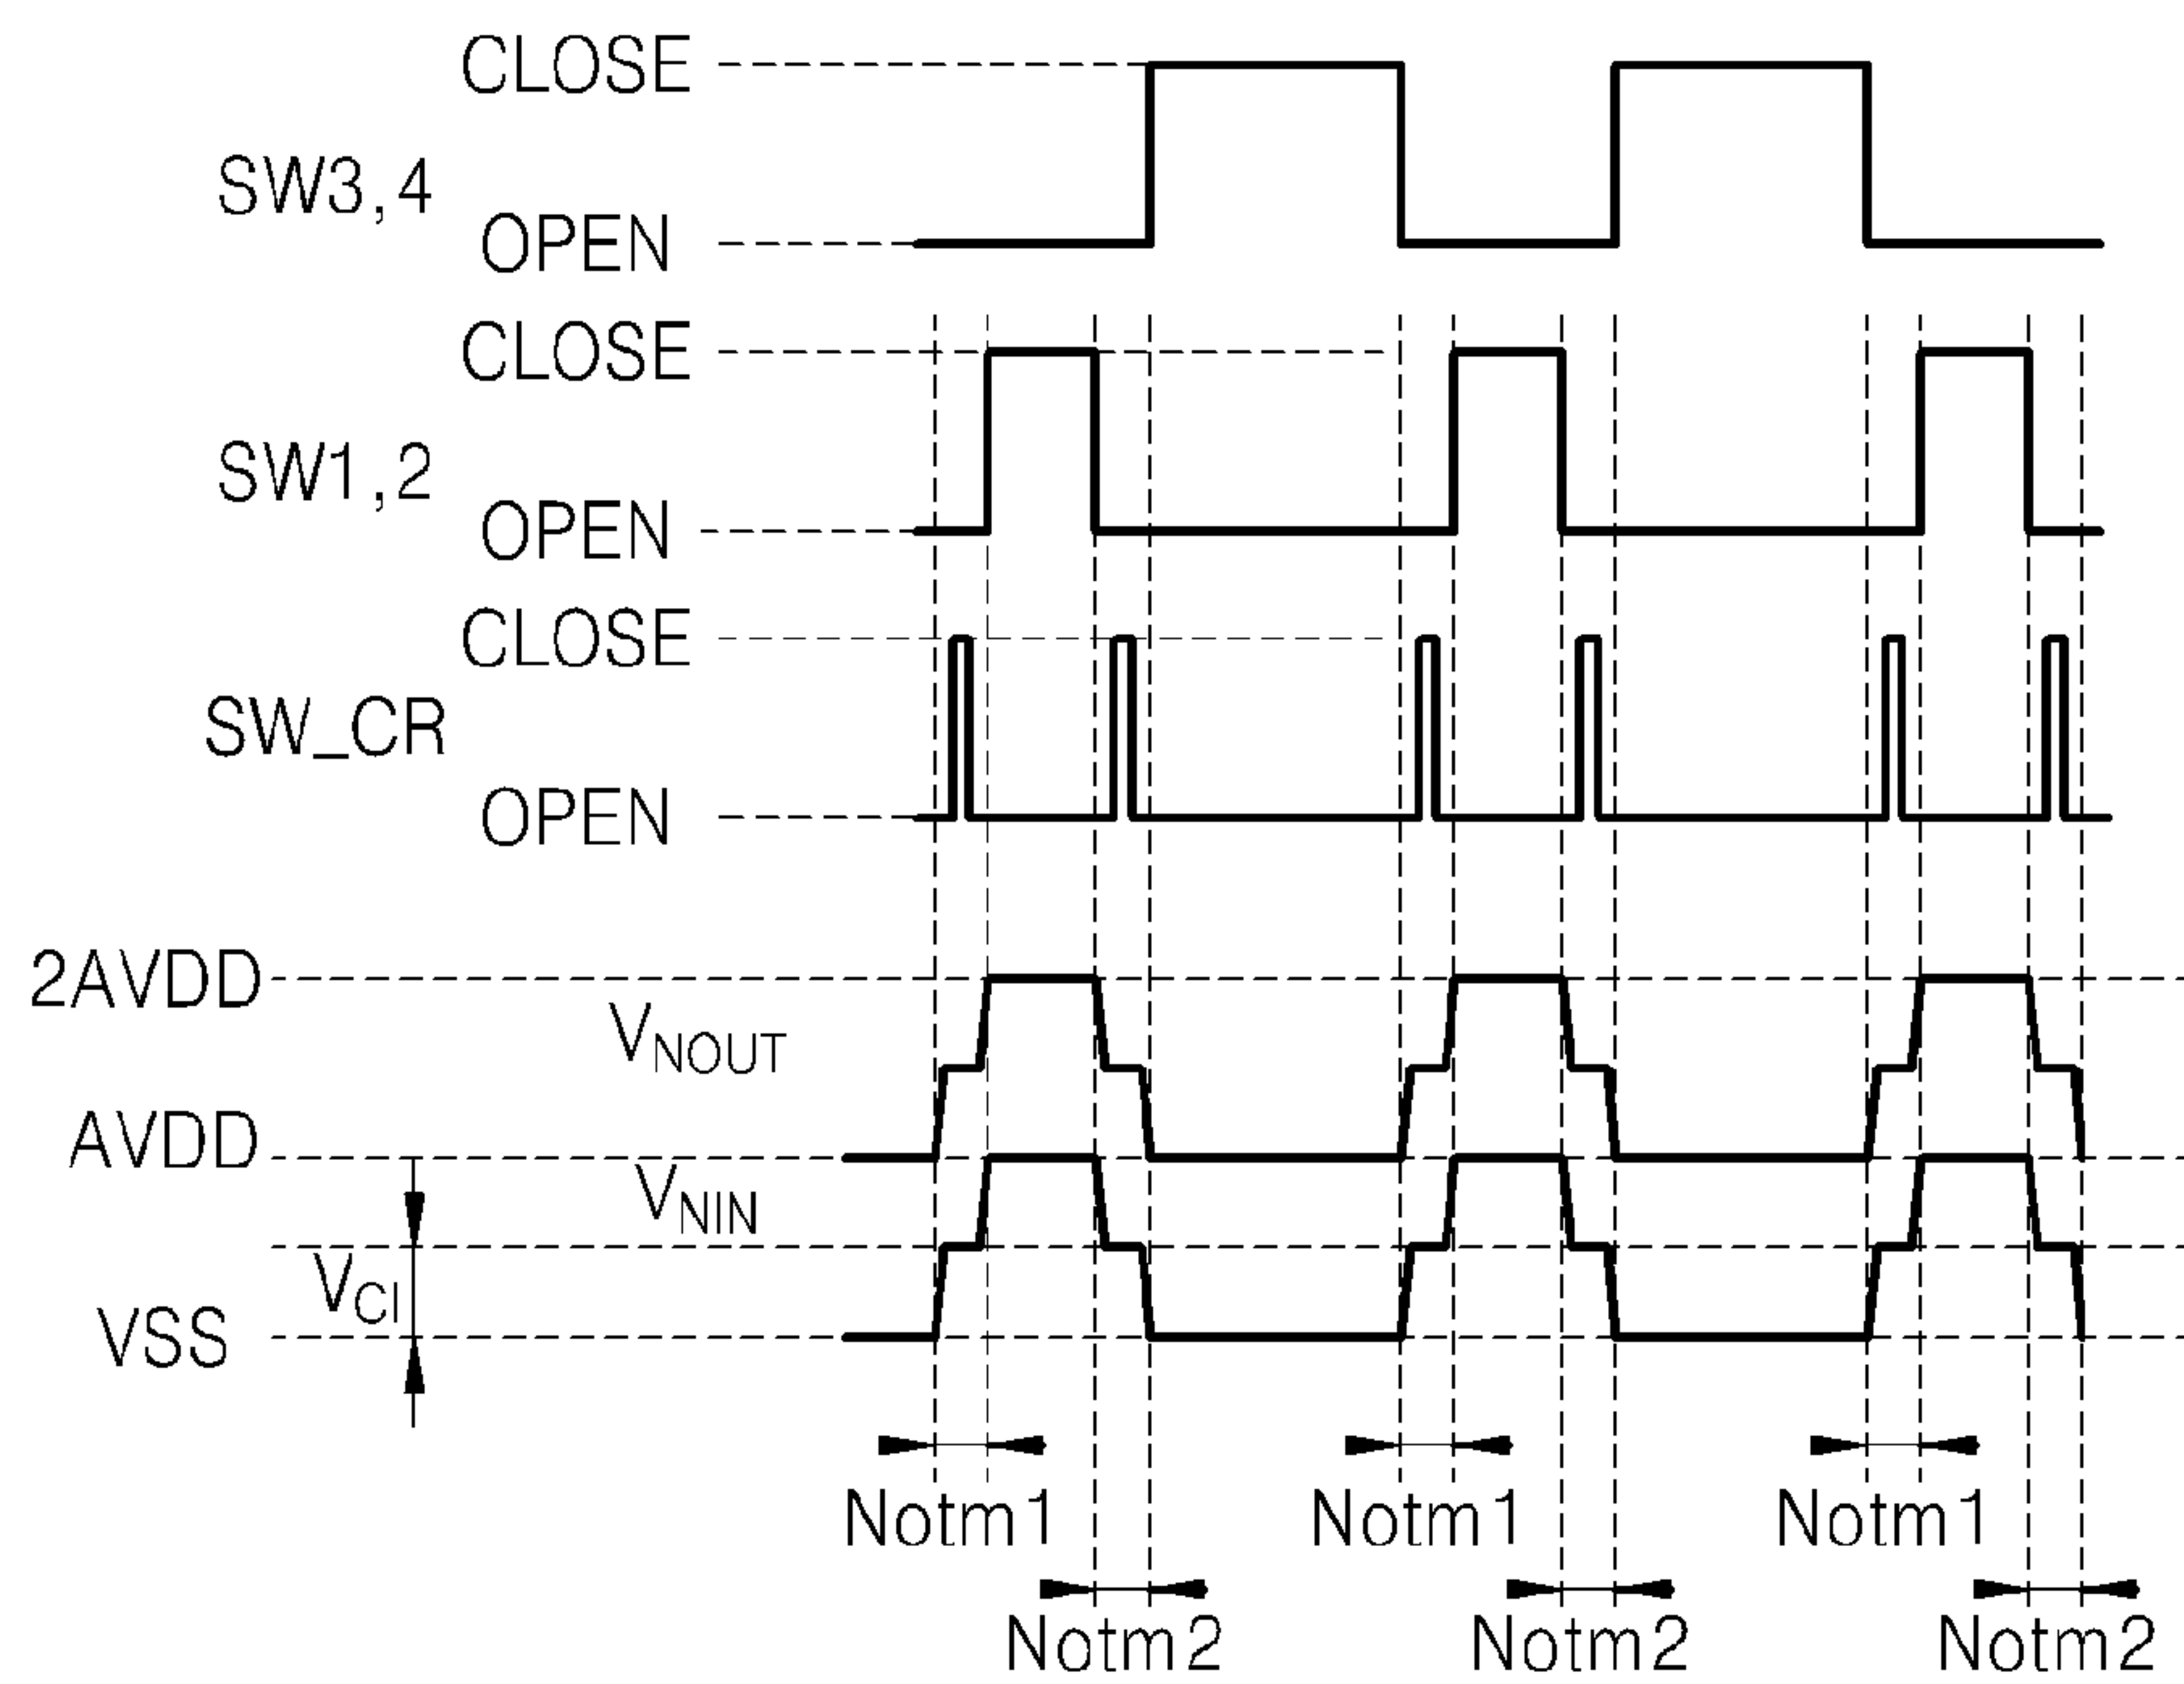 CLOSE
SW3,4
OPEN
CLOSE
SW1,2
OPEN
CLOSE
SW_CR
OPEN
2AVDD
VNOUT
AVDD
VNIN
VCI
VSS
Notm1 Notm1 Notm1
Notm2 Notm2 Notm2